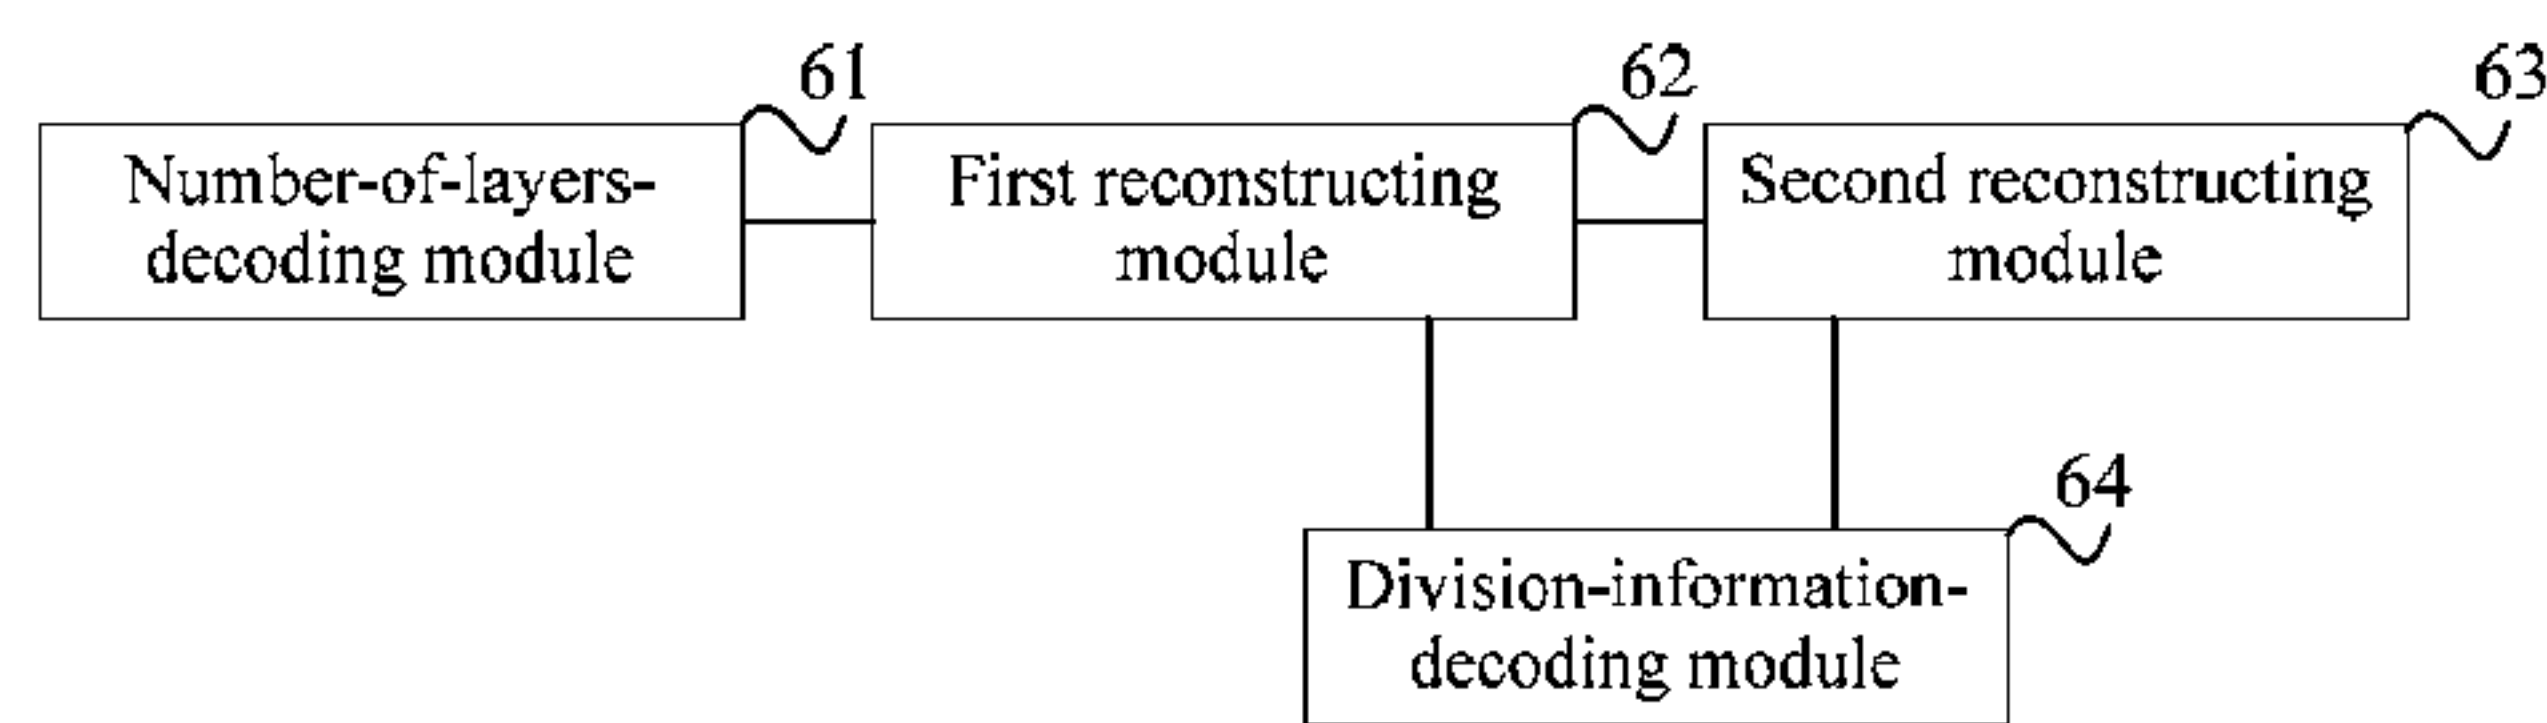 61
62
63
Number-of-layers-
decoding module
First reconstructing
module
Second reconstructing
module
64
Division-information-
decoding module